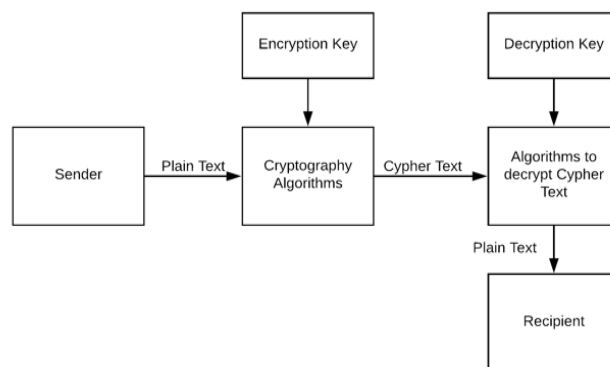 Encryption Key
Decryption Key
Sender
Plain Text
Cryptography
Algorithms
Cypher Text
Algorithms to
decrypt Cypher
Text
Plain Text
Recipient